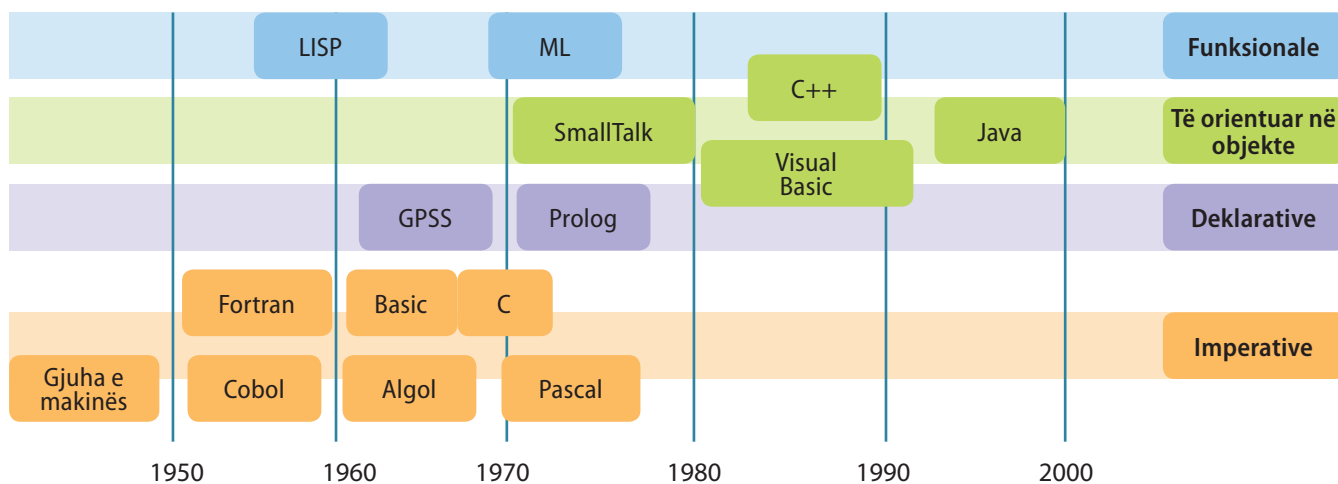 LISP
ML
Funksionale
C++
SmallTalk
Java
Të orientuar në
objekte
Visual
Basic
GPSS
Prolog
Deklarative
Fortran
Basic
C
Imperative
Gjuha e
makinës
Cobol
Algol
Pascal
1950
1960
1970
1980
1990
2000